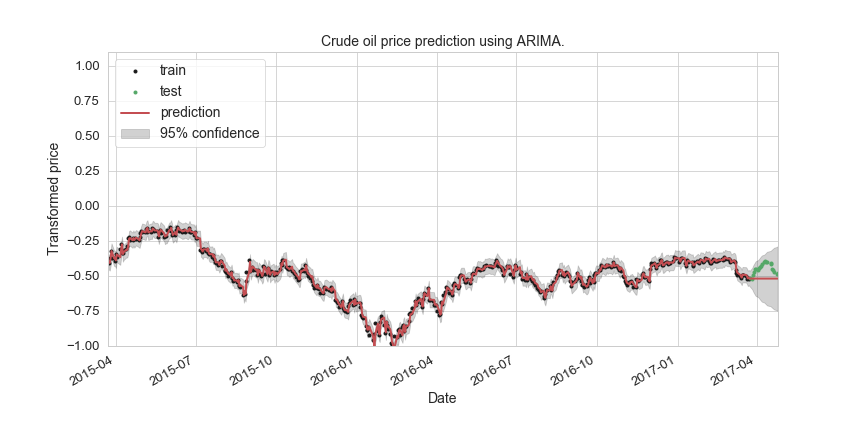 Crude oil price prediction using ARIMA.
train
test
prediction
95% confidence
Transformed price
1.00
0.75
0.50
0.25
0.00
−0.25
−0.50
−0.75
−1.00
2015-04
2015-07
2015-10
2016-01
2016-04
2016-07
2016-10
2017-01
2017-04
Date